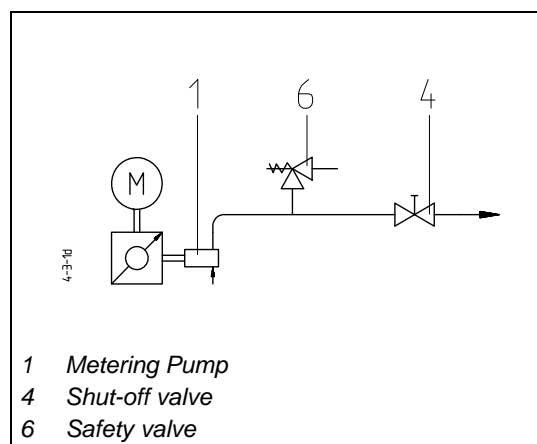 1 6 4
M
4-3-1d
1 Metering Pump
4 Shut-off valve
6 Safety valve